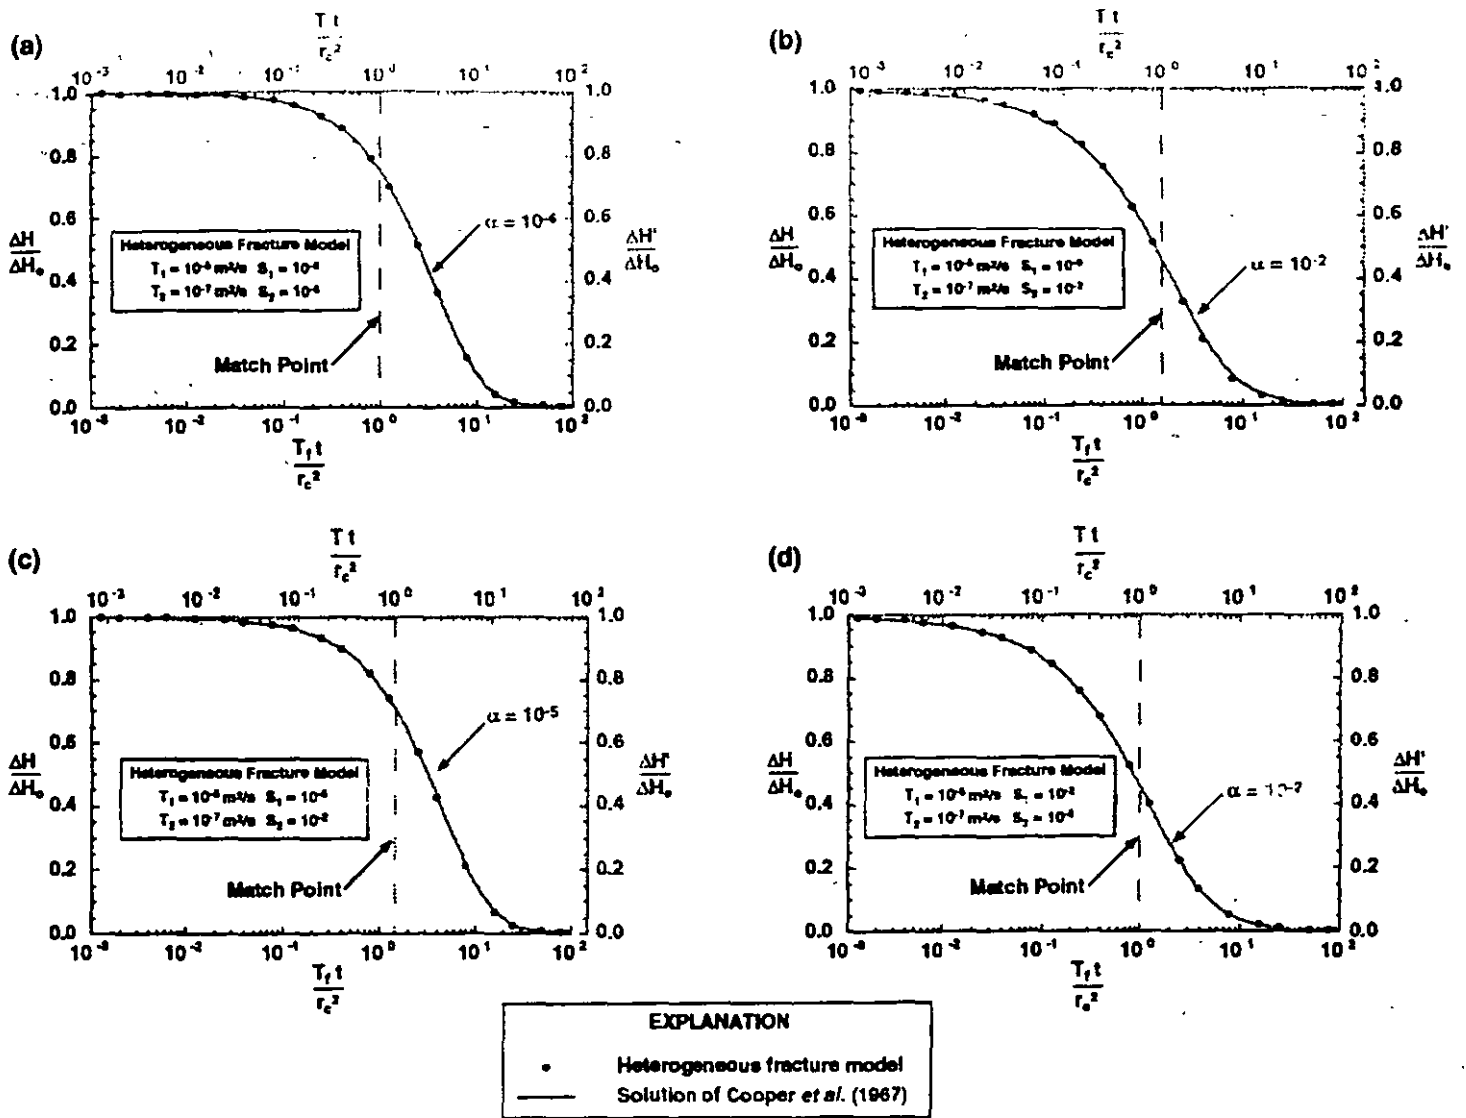 (a)
T t
r_c²
10⁻³ 10⁻² 10⁻¹ 10⁰ 10¹ 10²
1.0 1.0
0.8 0.8
0.6 0.6
0.4 0.4
0.2 0.2
0.0 0.0
ΔH
ΔH₀
ΔH'
ΔH₀
Heterogeneous Fracture Model
α = 10⁻⁶
Match Point
10⁻³ 10⁻² 10⁻¹ 10⁰ 10¹ 10²
T_f t
r_c²
(b)
T t
r_c²
10⁻³ 10⁻² 10⁻¹ 10⁰ 10¹ 10²
1.0 1.0
0.8 0.8
0.6 0.6
0.4 0.4
0.2 0.2
0.0 0.0
ΔH
ΔH₀
ΔH'
ΔH₀
Heterogeneous Fracture Model
α = 10⁻²
Match Point
10⁻³ 10⁻² 10⁻¹ 10⁰ 10¹ 10²
T_f t
r_c²
(c)
T t
r_c²
10⁻³ 10⁻² 10⁻¹ 10⁰ 10¹ 10²
1.0 1.0
0.8 0.8
0.6 0.6
0.4 0.4
0.2 0.2
0.0 0.0
ΔH
ΔH₀
ΔH'
ΔH₀
Heterogeneous Fracture Model
α = 10⁻⁵
Match Point
10⁻³ 10⁻² 10⁻¹ 10⁰ 10¹ 10²
T_f t
r_c²
(d)
T t
r_c²
10⁻³ 10⁻² 10⁻¹ 10⁰ 10¹ 10²
1.0 1.0
0.8 0.8
0.6 0.6
0.4 0.4
0.2 0.2
0.0 0.0
ΔH
ΔH₀
ΔH'
ΔH₀
Heterogeneous Fracture Model
α = 10⁻²
Match Point
10⁻³ 10⁻² 10⁻¹ 10⁰ 10¹ 10²
T_f t
r_c²
EXPLANATION
Heterogeneous fracture model
Solution of Cooper et al. (1967)